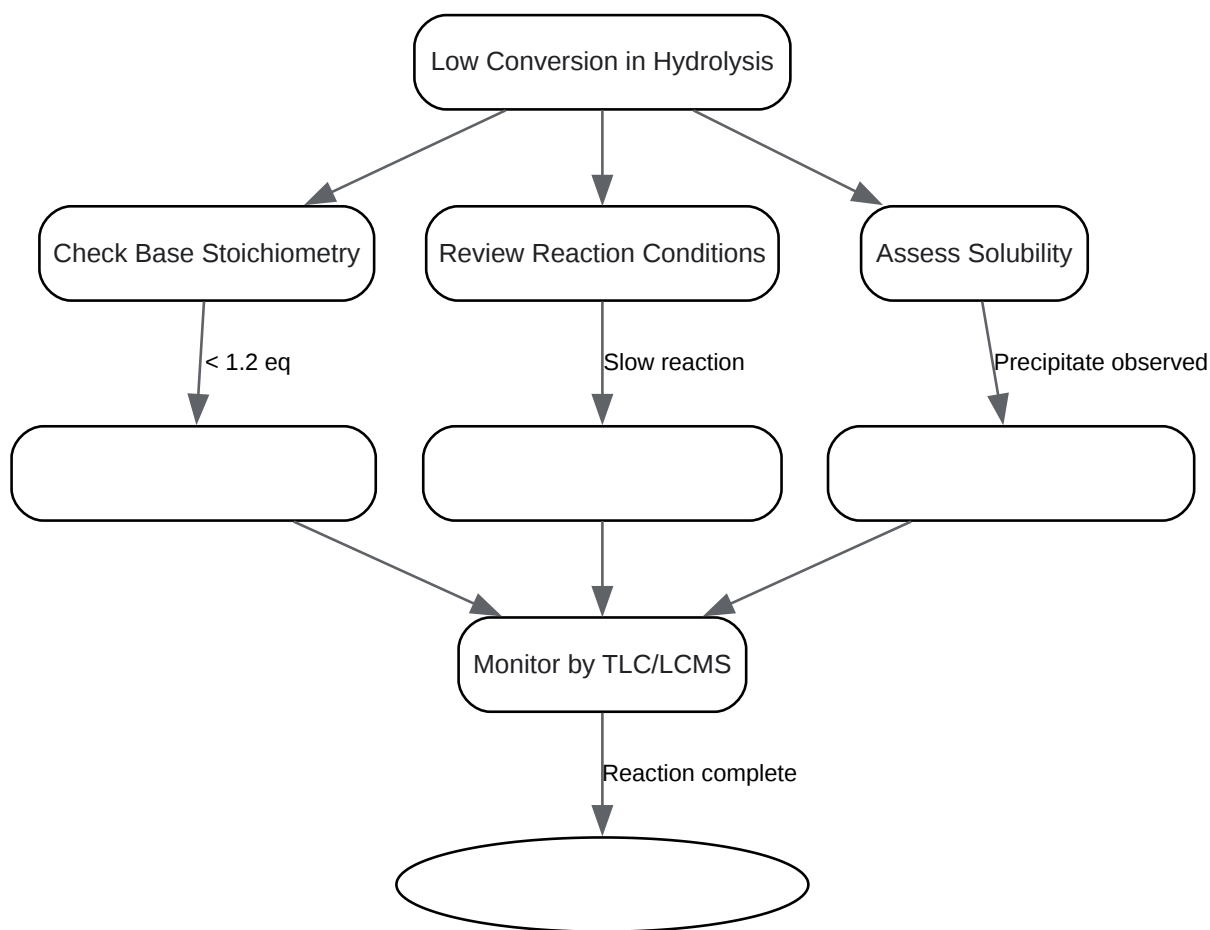 Low Conversion in Hydrolysis
Check Base Stoichiometry
Review Reaction Conditions
Assess Solubility
< 1.2 eq
Slow reaction
Precipitate observed
Monitor by TLC/LCMS
Reaction complete